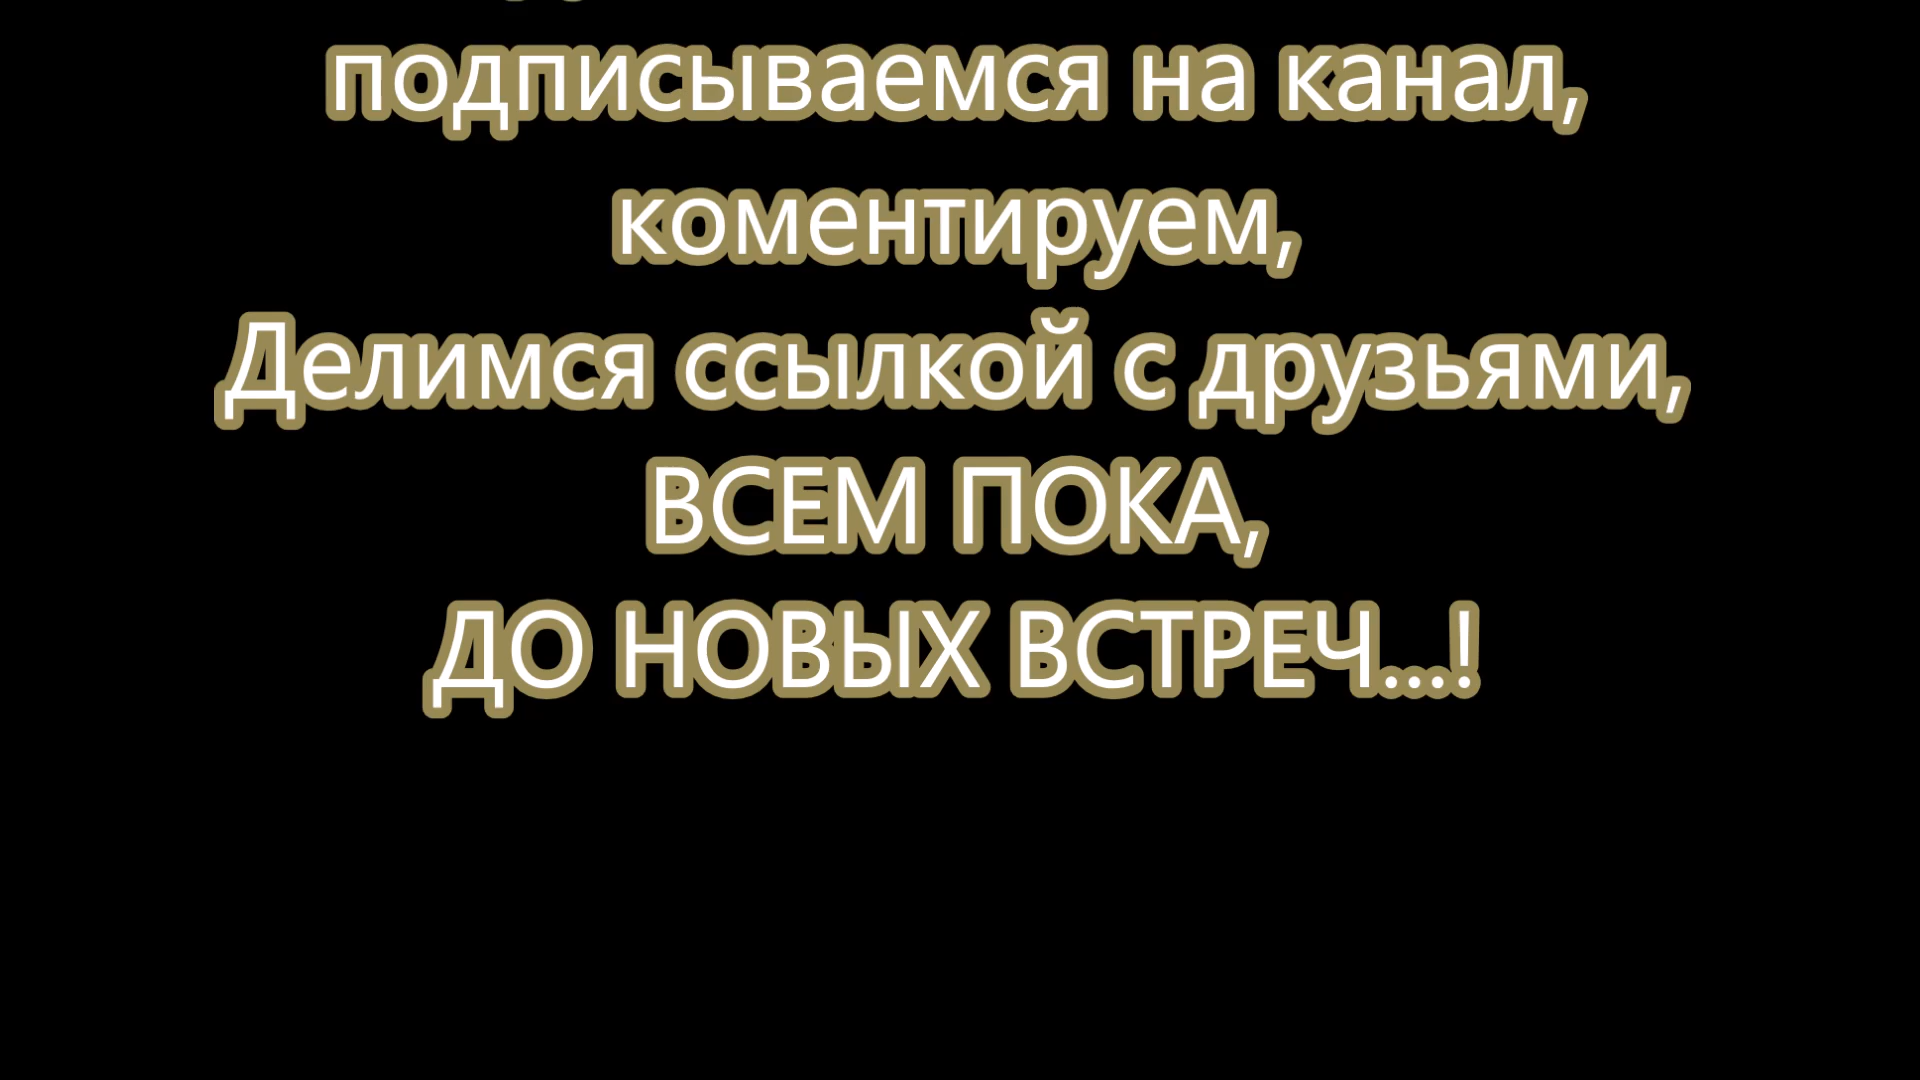 подписываемся на канал,
коментируем,
Делимся ссылкой с друзьями,
ВСЕМ ПОКА,
ДО НОВЫХ ВСТРЕЧ...!